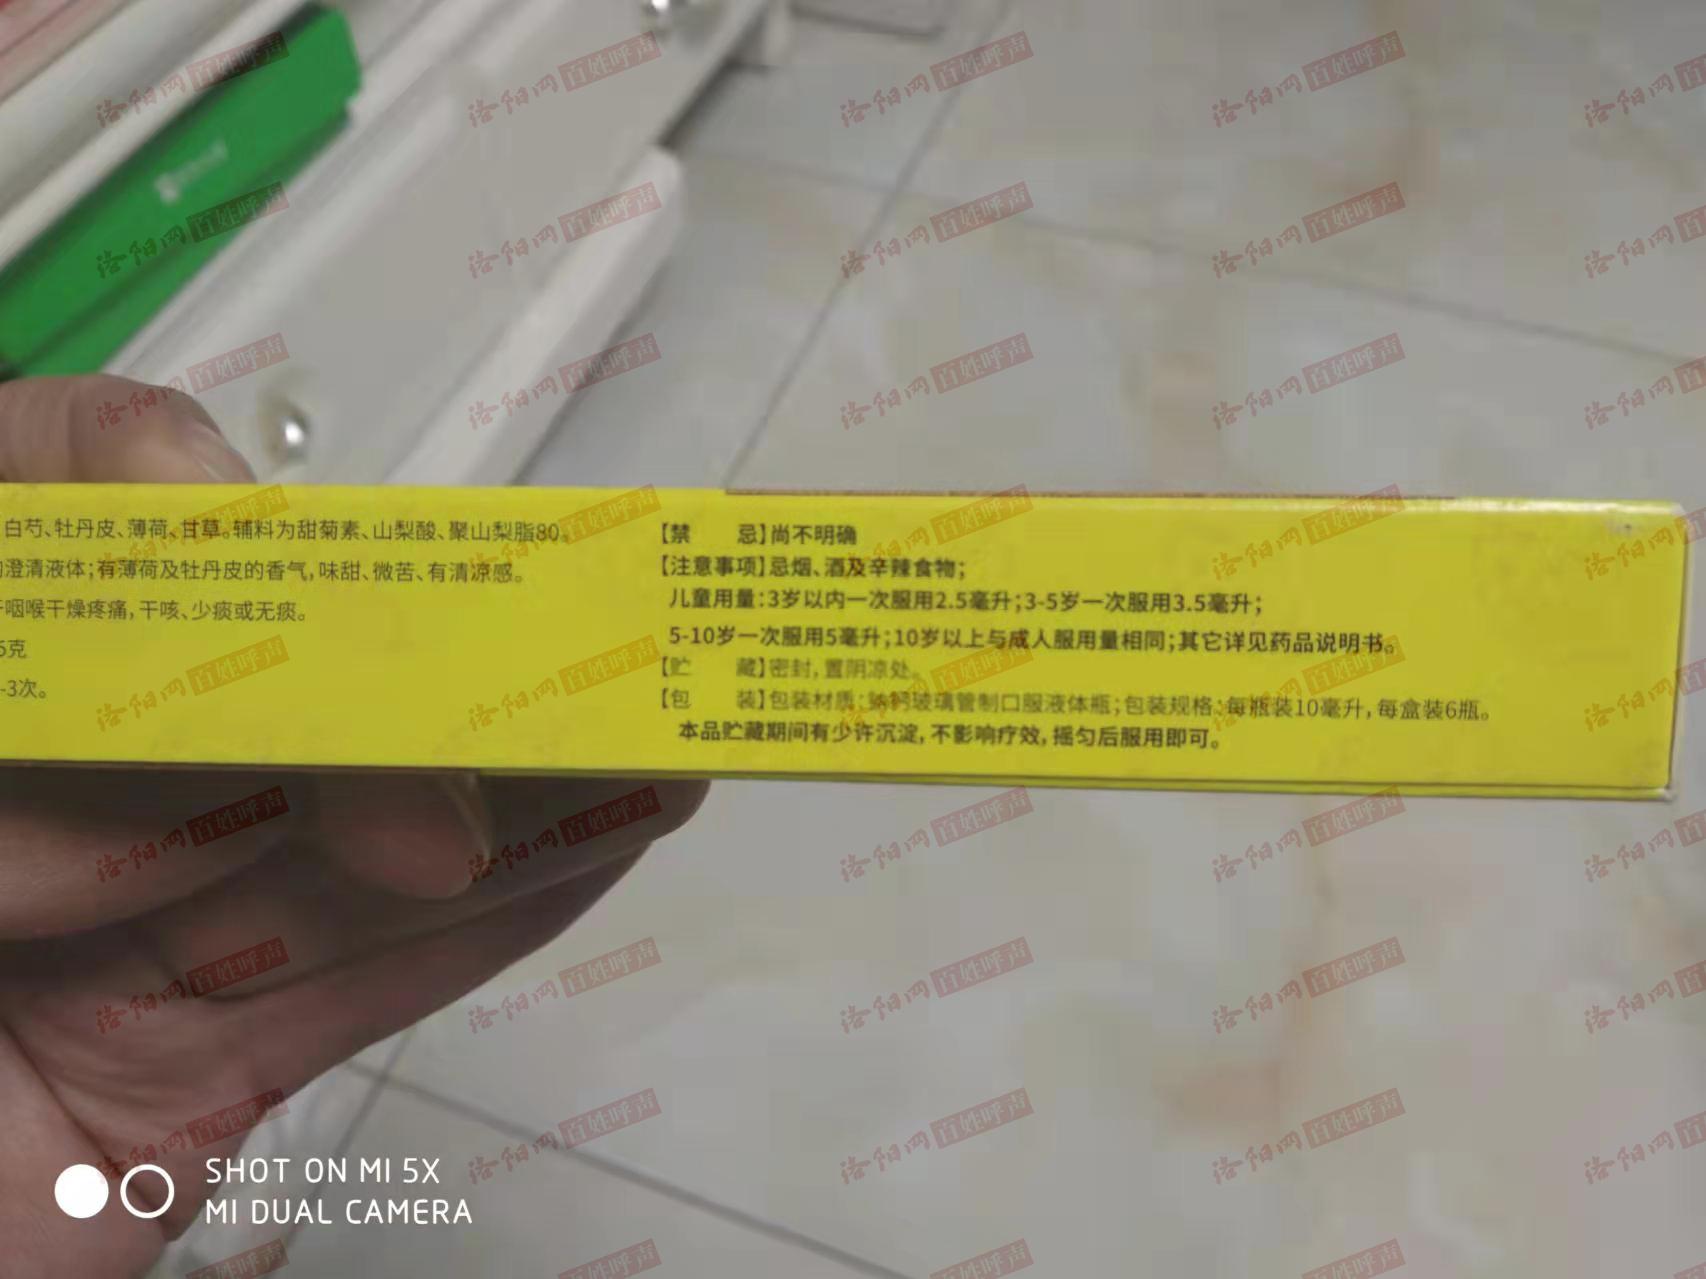 白芍、牡丹皮、薄荷、甘草。辅料为甜菊素、山梨酸、聚山梨脂80。
澄清液体;有薄荷及牡丹皮的香气,味甜、微苦、有清凉感。
咽喉干燥疼痛,干咳、少痰或无痰。
5克
-3次。
【禁 忌】尚不明确
【注意事项】忌烟、酒及辛辣食物;
儿童用量:3岁以内一次服用2.5毫升;3-5岁一次服用3.5毫升;
5-10岁一次服用5毫升;10岁以上与成人服用量相同;其它详见药品说明书。
【贮 藏】密封,置阴凉处。
【包 装】包装材质:钠钙玻璃管制口服液体瓶;包装规格:每瓶装10毫升,每盒装6瓶。
本品贮藏期间有少许沉淀,不影响疗效,摇匀后服用即可。
洛阳网 百姓呼声
SHOT ON MI 5X
MI DUAL CAMERA